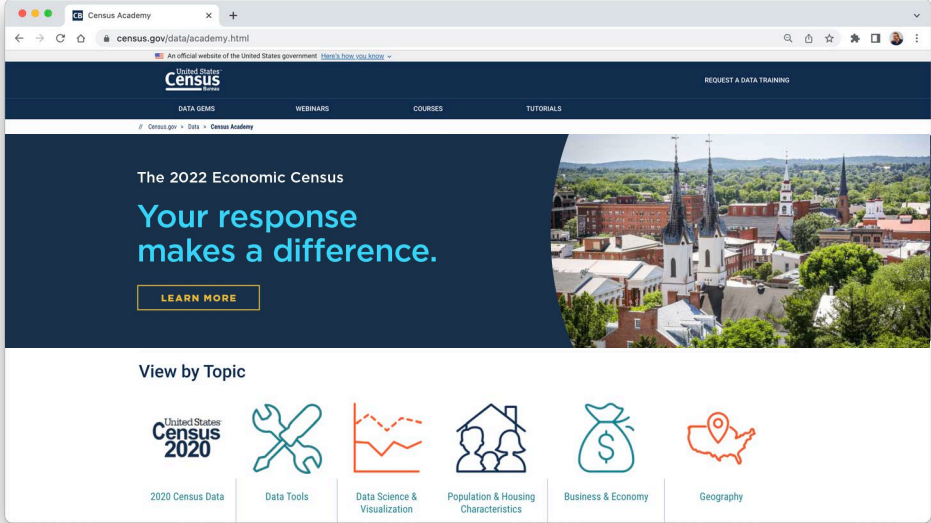 CB Census Academy
census.gov/data/academy.html
An official website of the United States government Here's how you know
United States
Census
Bureau
REQUEST A DATA TRAINING
DATA GEMS WEBINARS COURSES TUTORIALS
// Census.gov > Data > Census Academy
The 2022 Economic Census
Your response
makes a difference.
LEARN MORE
View by Topic
United States
Census
2020
$
2020 Census Data Data Tools Data Science & Population & Housing Business & Economy Geography
Visualization Characteristics